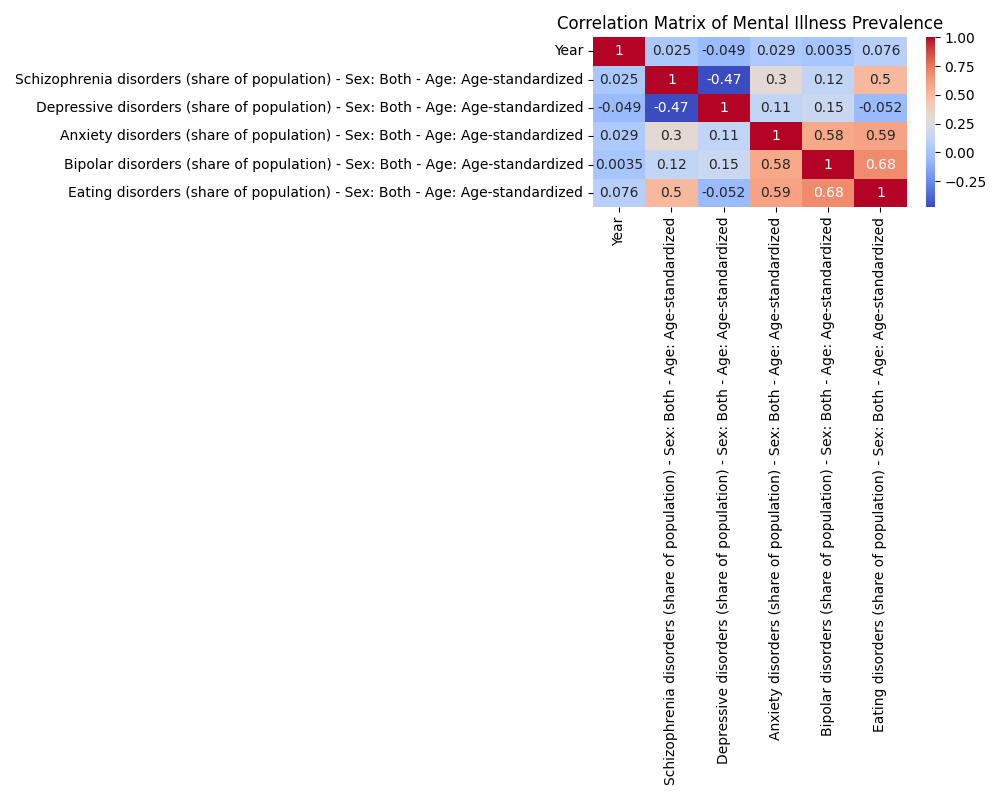 Correlation Matrix of Mental Illness Prevalence
Year 1 0.025 -0.049 0.029 0.0035 0.076
Schizophrenia disorders (share of population) - Sex: Both - Age: Age-standardized 0.025 1 -0.47 0.3 0.12 0.5
Depressive disorders (share of population) - Sex: Both - Age: Age-standardized -0.049 -0.47 1 0.11 0.15 -0.052
Anxiety disorders (share of population) - Sex: Both - Age: Age-standardized 0.029 0.3 0.11 1 0.58 0.59
Bipolar disorders (share of population) - Sex: Both - Age: Age-standardized 0.0035 0.12 0.15 0.58 1 0.68
Eating disorders (share of population) - Sex: Both - Age: Age-standardized 0.076 0.5 -0.052 0.59 0.68 1
1.00
0.75
0.50
0.25
0.00
−0.25
Year
Schizophrenia disorders (share of population) - Sex: Both - Age: Age-standardized
Depressive disorders (share of population) - Sex: Both - Age: Age-standardized
Anxiety disorders (share of population) - Sex: Both - Age: Age-standardized
Bipolar disorders (share of population) - Sex: Both - Age: Age-standardized
Eating disorders (share of population) - Sex: Both - Age: Age-standardized